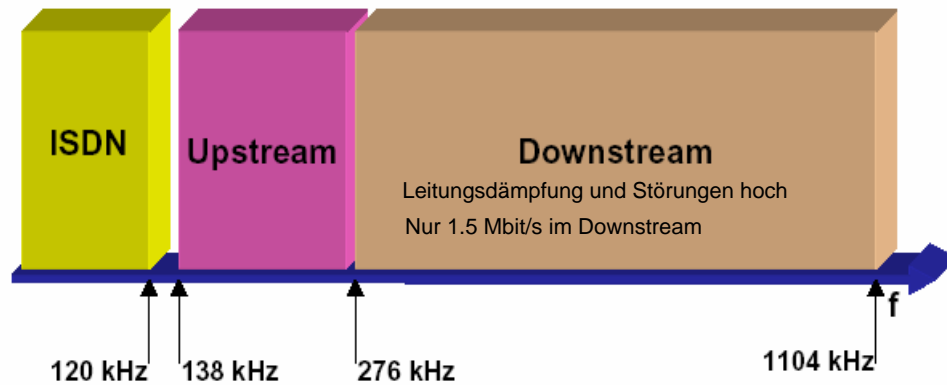 ISDN
Upstream
Downstream
Leitungsdämpfung und Störungen hoch
Nur 1.5 Mbit/s im Downstream
f
120 kHz
138 kHz
276 kHz
1104 kHz